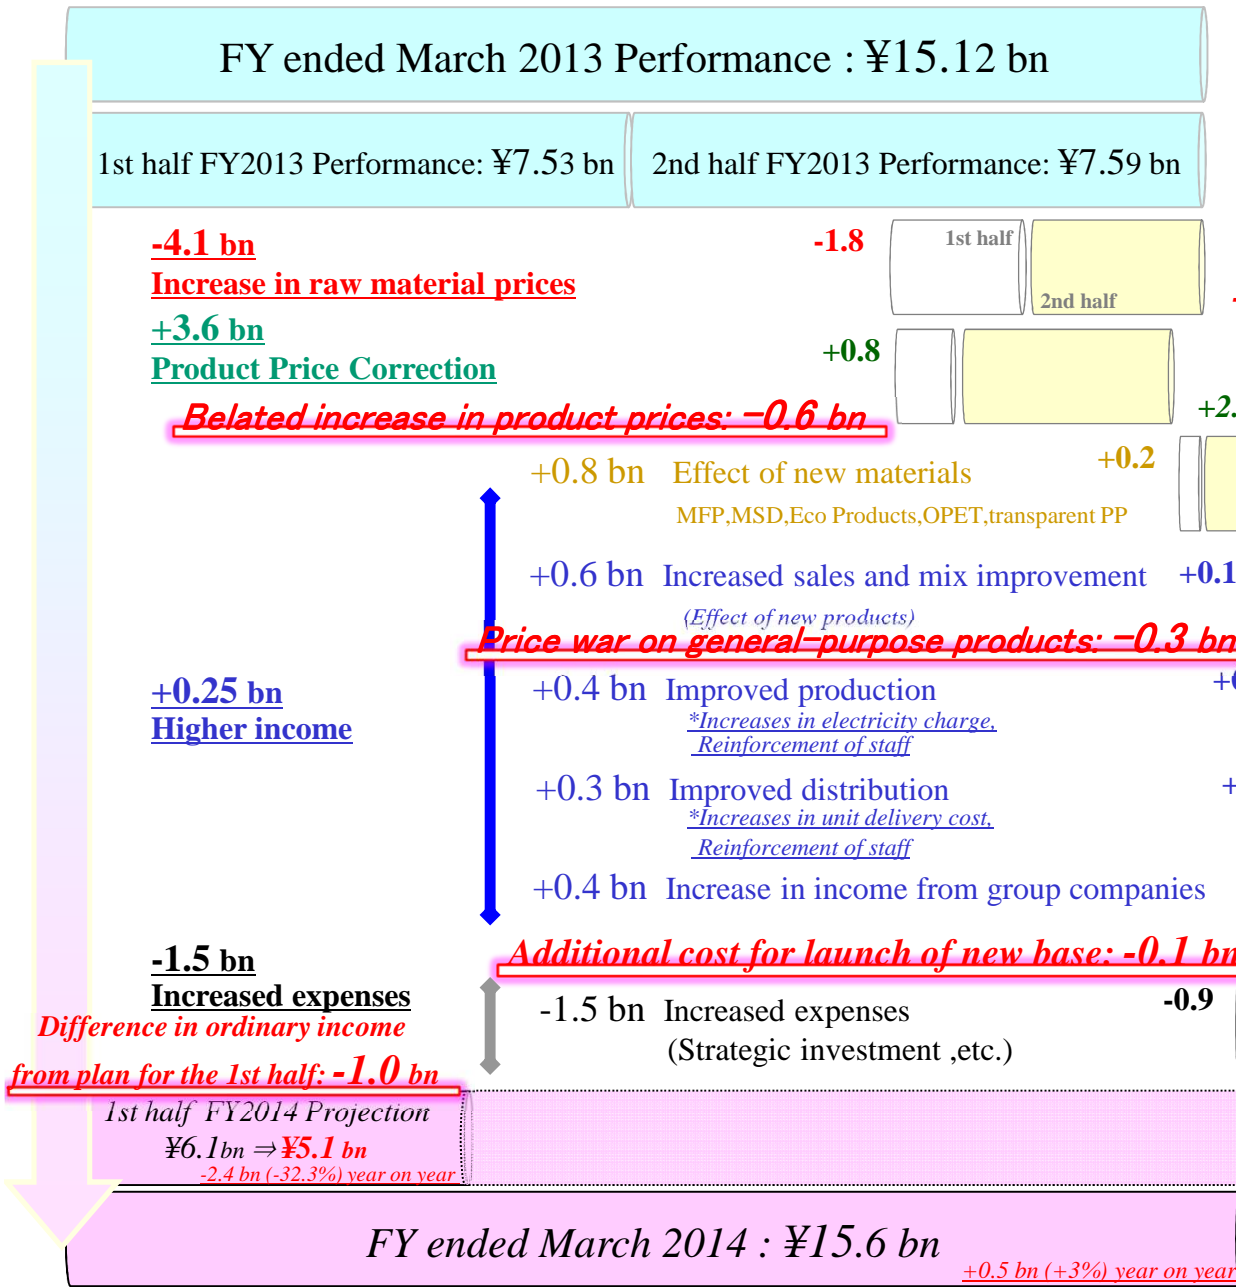 FY ended March 2013 Performance : ¥15.12 bn
1st half FY2013 Performance: ¥7.53 bn
2nd half FY2013 Performance: ¥7.59 bn
-4.1 bn
Increase in raw material prices
-1.8
1st half
2nd half
+3.6 bn
Product Price Correction
+0.8
Belated increase in product prices: -0.6 bn
+2.
+0.8 bn Effect of new materials
+0.2
MFP,MSD,Eco Products,OPET,transparent PP
+0.6 bn Increased sales and mix improvement
+0.1
(Effect of new products)
Price war on general-purpose products: -0.3 bn
+0.25 bn
Higher income
+0.4 bn Improved production
*Increases in electricity charge,
Reinforcement of staff
+0.3 bn Improved distribution
+
*Increases in unit delivery cost,
Reinforcement of staff
+0.4 bn Increase in income from group companies
Additional cost for launch of new base: -0.1 bn
-1.5 bn
Increased expenses
-1.5 bn Increased expenses
(Strategic investment ,etc.)
-0.9
Difference in ordinary income
from plan for the 1st half: -1.0 bn
1st half FY2014 Projection
¥6.1bn ⇒ ¥5.1 bn
-2.4 bn (-32.3%) year on year
FY ended March 2014 : ¥15.6 bn
+0.5 bn (+3%) year on year